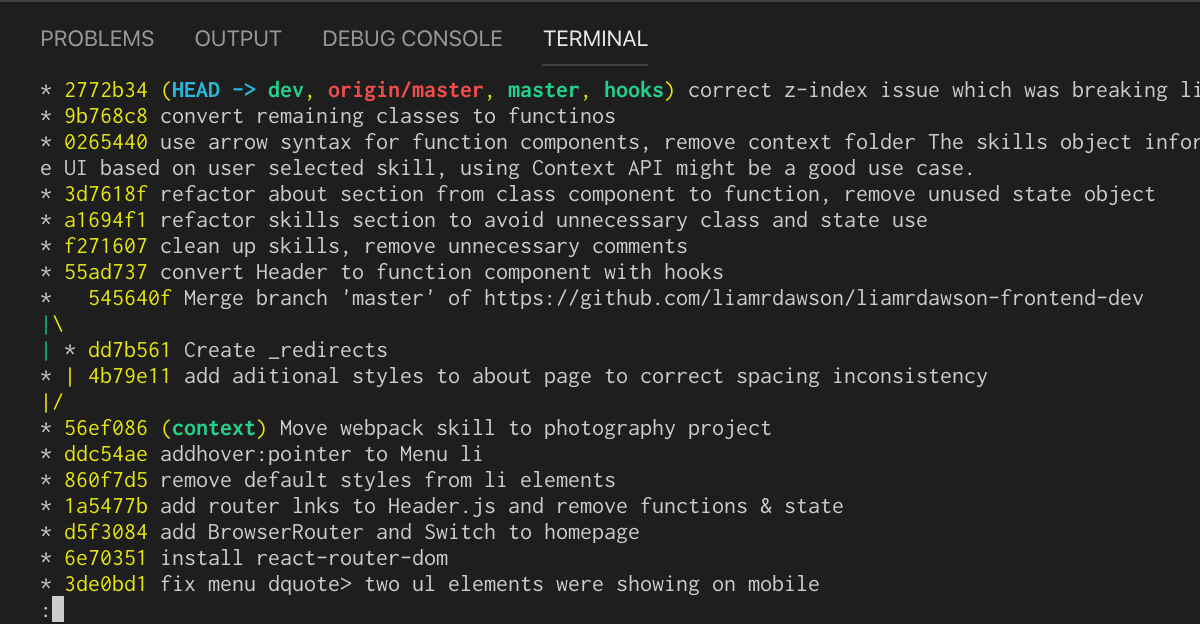 PROBLEMS OUTPUT DEBUG CONSOLE TERMINAL
* 2772b34 (HEAD -> dev, origin/master, master, hooks) correct z-index issue which was breaking li
* 9b768c8 convert remaining classes to functinos
* 0265440 use arrow syntax for function components, remove context folder The skills object infor
e UI based on user selected skill, using Context API might be a good use case.
* 3d7618f refactor about section from class component to function, remove unused state object
* a1694f1 refactor skills section to avoid unnecessary class and state use
* f271607 clean up skills, remove unnecessary comments
* 55ad737 convert Header to function component with hooks
*   545640f Merge branch 'master' of https://github.com/liamrdawson/liamrdawson-frontend-dev
|\
| * dd7b561 Create _redirects
* | 4b79e11 add aditional styles to about page to correct spacing inconsistency
|/
* 56ef086 (context) Move webpack skill to photography project
* ddc54ae addhover:pointer to Menu li
* 860f7d5 remove default styles from li elements
* 1a5477b add router lnks to Header.js and remove functions & state
* d5f3084 add BrowserRouter and Switch to homepage
* 6e70351 install react-router-dom
* 3de0bd1 fix menu dquote> two ul elements were showing on mobile
: